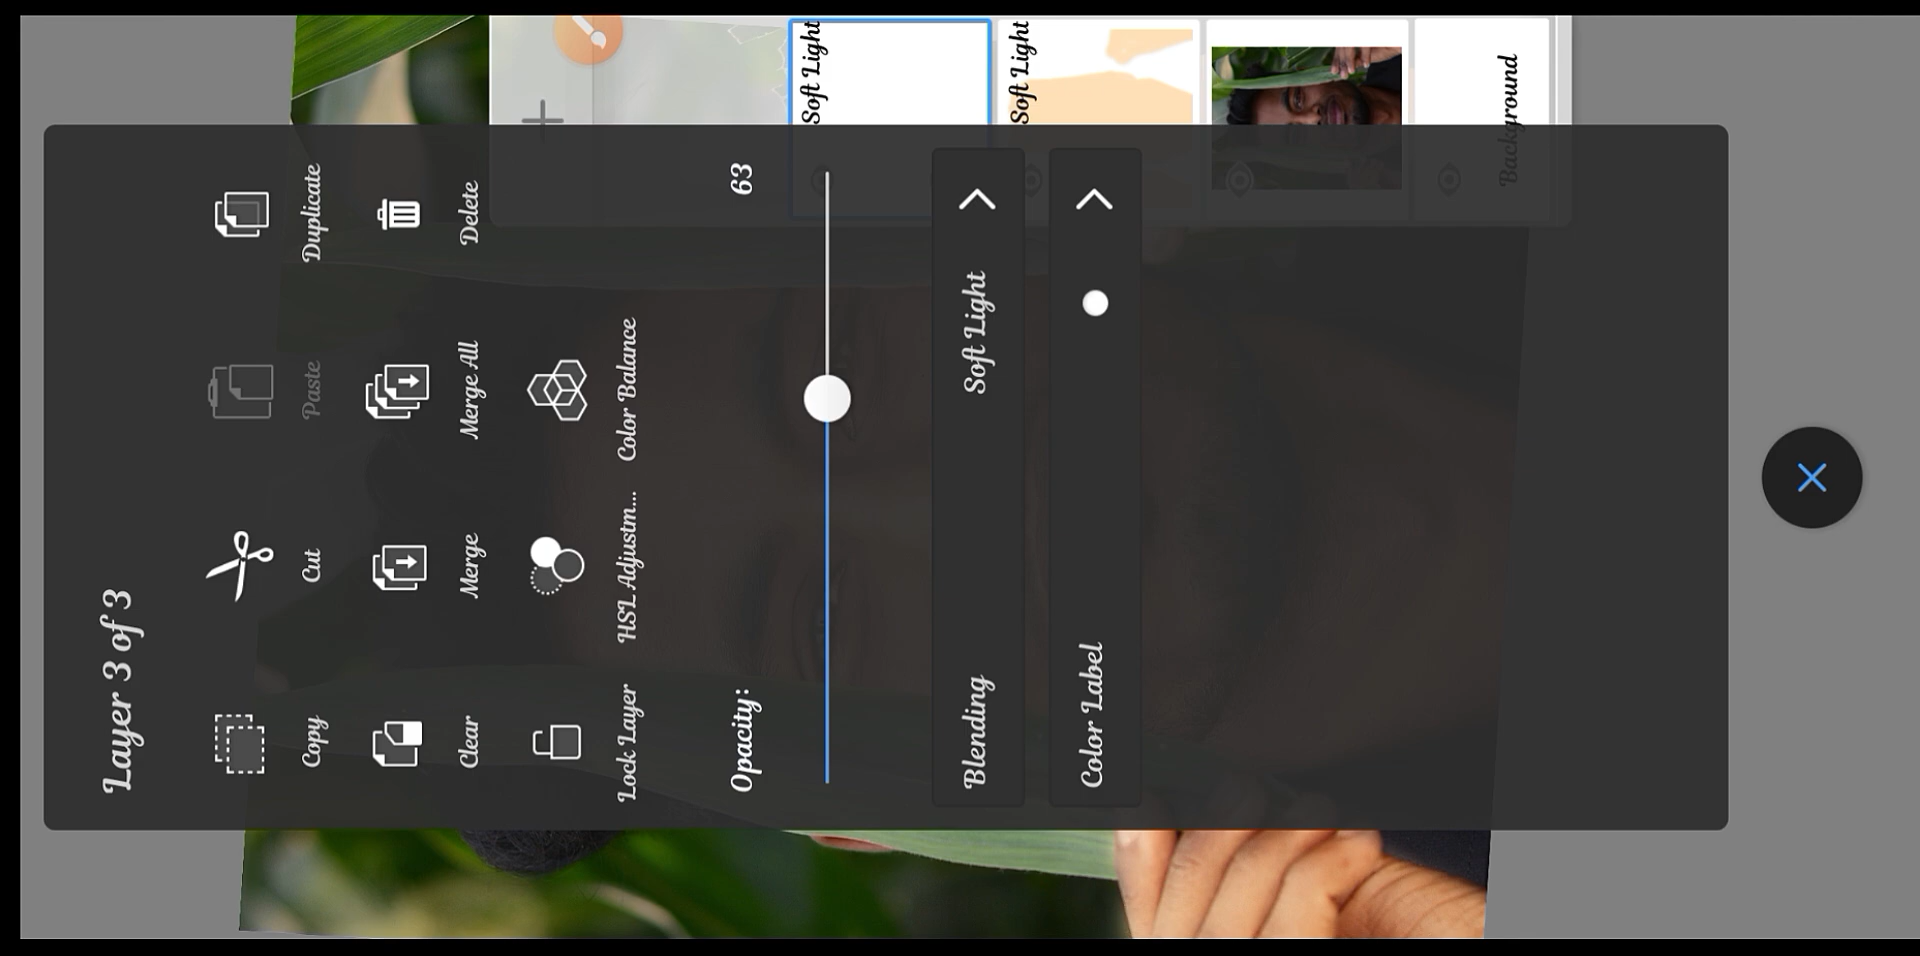 Layer 3 of 3
Copy
Cut
Paste
Duplicate
Clear
Merge
Merge All
Delete
Lock Layer
HSL Adjustm...
Color Balance
Opacity:
63
Blending
Soft Light
Color Label
Soft Light
Soft Light
Background